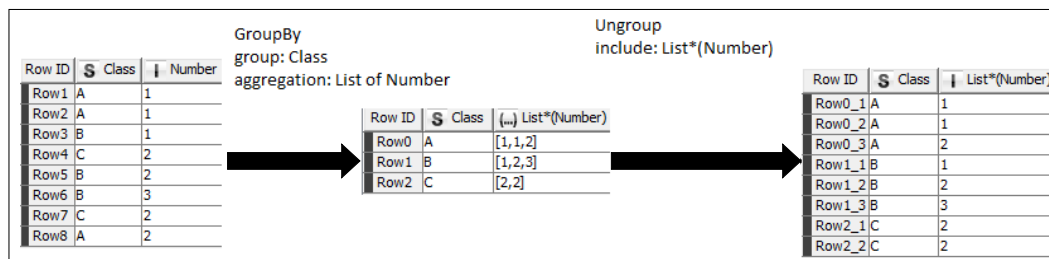 GroupBy
group: Class
aggregation: List of Number
Ungroup
include: List*(Number)
Row ID S Class I Number
Row1 A 1
Row2 A 1
Row3 B 1
Row4 C 2
Row5 B 2
Row6 B 3
Row7 C 2
Row8 A 2
Row ID S Class (...) List*(Number)
Row0 A [1,1,2]
Row1 B [1,2,3]
Row2 C [2,2]
Row ID S Class I List*(Number)
Row0_1 A 1
Row0_2 A 1
Row0_3 A 2
Row1_1 B 1
Row1_2 B 2
Row1_3 B 3
Row2_1 C 2
Row2_2 C 2